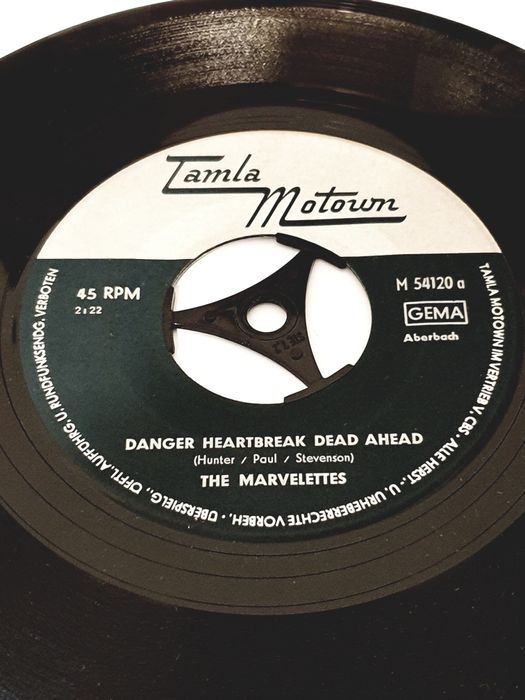 Tamla
Motown
45 RPM
2:22
M 54120 a
GEMA
Aberbach
DANGER HEARTBREAK DEAD AHEAD
(Hunter / Paul / Stevenson)
THE MARVELETTES
TAMLA MOTOWN IM VERTRIEB V. CBS · ALLE HERST.- U. URHEBERRECHTE VORBEH. · ÜBERSPIELG., ÖFFTL. AUFFÜHRG. U. RUNDFUNKSENDG. VERBOTEN